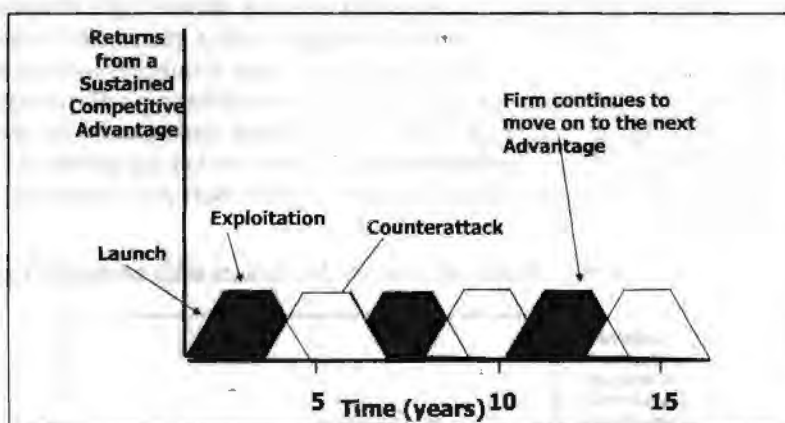 Returns
from a
Sustained
Competitive
Advantage
Firm continues to
move on to the next
Advantage
Exploitation
Counterattack
Launch
5
10
15
Time (years)